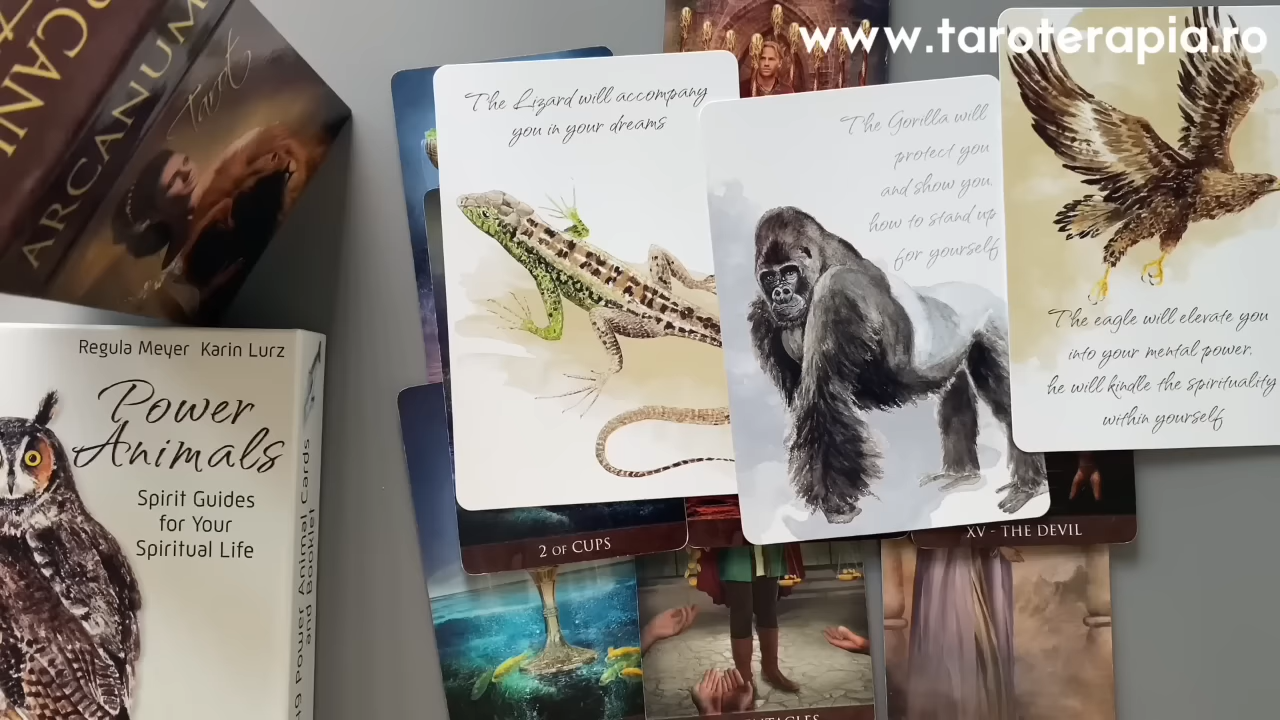 www.taroterapia.ro
ARCANUM
Tarot
The Lizard will accompany
you in your dreams
The Gorilla will
protect you
and show you
how to stand up
for yourself
The eagle will elevate you
into your mental power.
he will kindle the spirituality
within yourself
Regula Meyer Karin Lurz
Power
Animals
Spirit Guides
for Your
Spiritual Life
Power Animal Cards
and Booklet
2 OF CUPS
XV - THE DEVIL